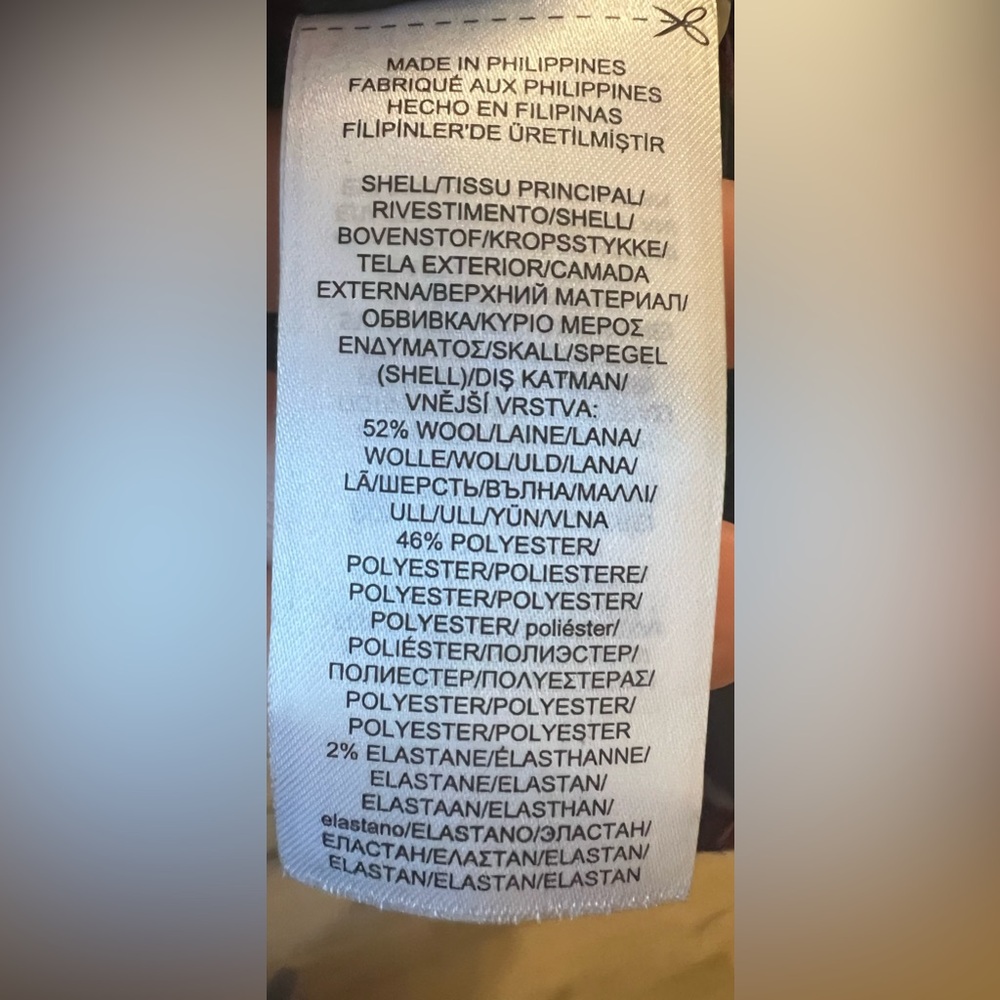 MADE IN PHILIPPINES
FABRIQUÉ AUX PHILIPPINES
HECHO EN FILIPINAS
FİLİPİNLER'DE ÜRETİLMİŞTİR
SHELL/TISSU PRINCIPAL/
RIVESTIMENTO/SHELL/
BOVENSTOF/KROPSSTYKKE/
TELA EXTERIOR/CAMADA
EXTERNA/ВЕРХНИЙ МАТЕРИАЛ/
ОБВИВКА/ΚΥΡΙΟ ΜΕΡΟΣ
ΕΝΔΥΜΑΤΟΣ/SKALL/SPEGEL
(SHELL)/DIŞ KATMAN/
VNĚJŠÍ VRSTVA:
52% WOOL/LAINE/LANA/
WOLLE/WOL/ULD/LANA/
LÃ/ШЕРСТЬ/ВЪЛНА/ΜΑΛΛΙ/
ULL/ULL/YÜN/VLNA
46% POLYESTER/
POLYESTER/POLIESTERE/
POLYESTER/POLYESTER/
POLYESTER/ poliéster/
POLIÉSTER/ПОЛИЭСТЕР/
ПОЛИЕСТЕР/ΠΟΛΥΕΣΤΕΡΑΣ/
POLYESTER/POLYESTER/
POLYESTER/POLYESTER
2% ELASTANE/ÉLASTHANNE/
ELASTANE/ELASTAN/
ELASTAAN/ELASTHAN/
elastano/ELASTANO/ЭЛАСТАН/
ЕЛАСТАН/ΕΛΑΣΤΑΝ/ELASTAN/
ELASTAN/ELASTAN/ELASTAN